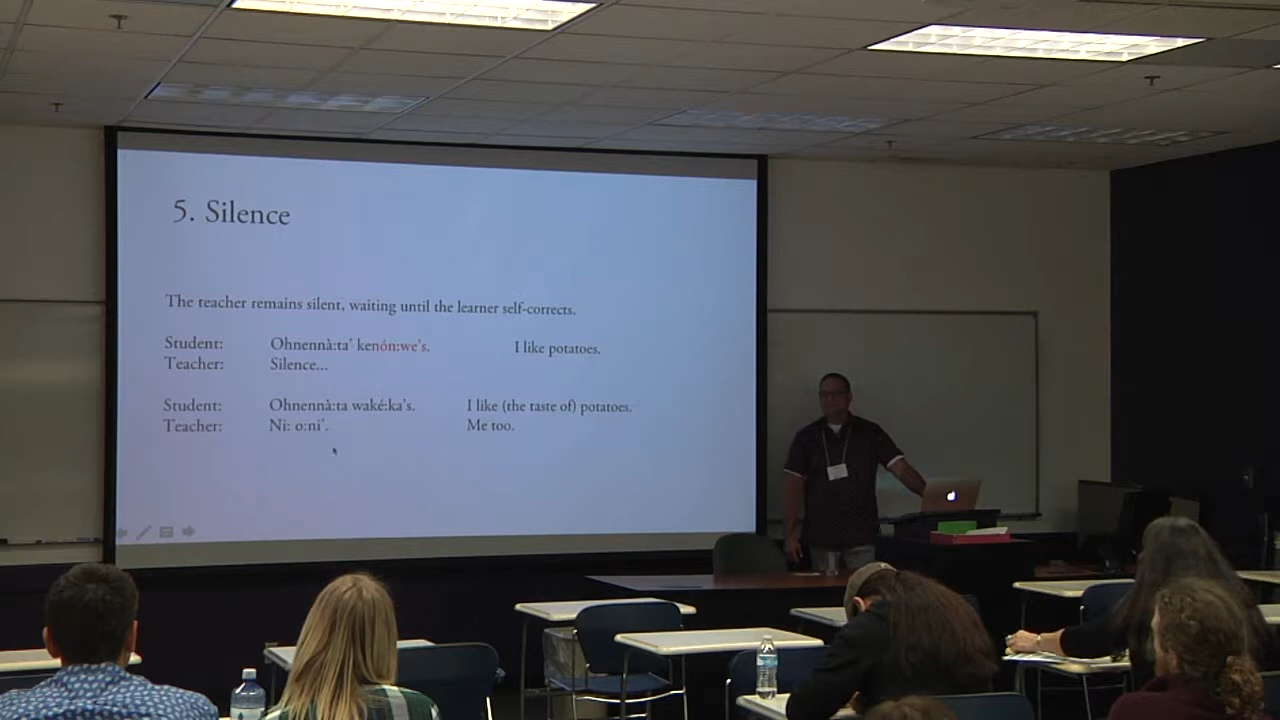 5. Silence
The teacher remains silent, waiting until the learner self-corrects.
Student: Ohnennà:ta' kenón:we's. I like potatoes.
Teacher: Silence...
Student: Ohnennà:ta waké:ka's. I like (the taste of) potatoes.
Teacher: Ni: o:ni'. Me too.